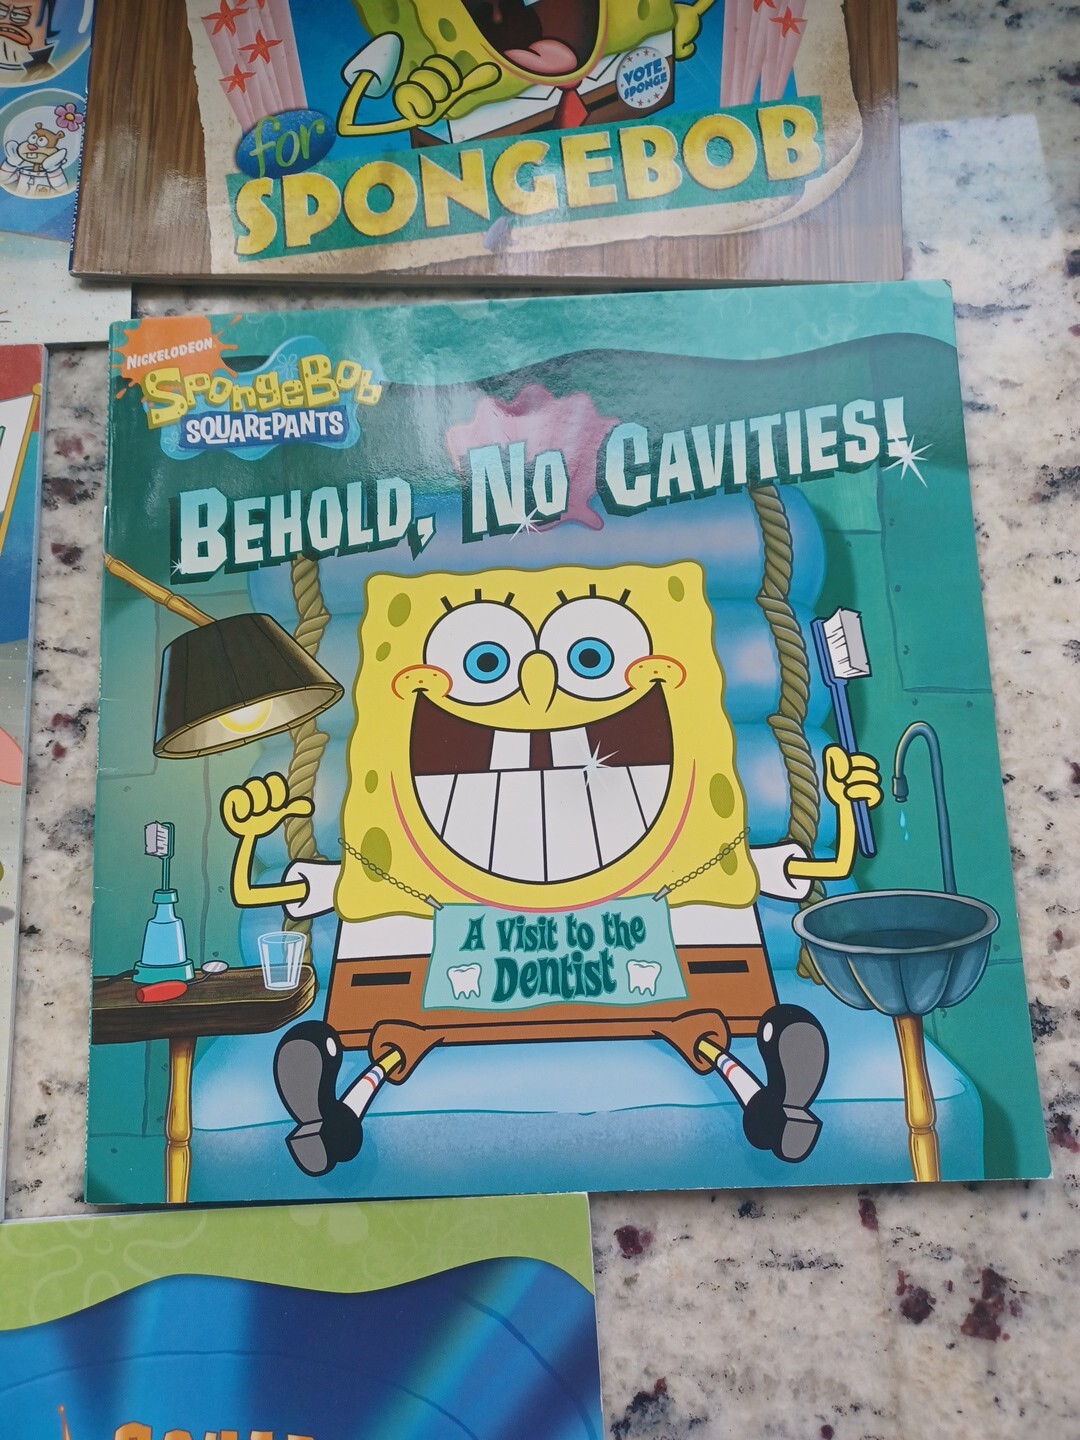 VOTE
SPONGE
for
SPONGEBOB
NICKELODEON
SPONGEBOB
SQUAREPANTS
BEHOLD, NO CAVITIES!
A Visit to the
Dentist